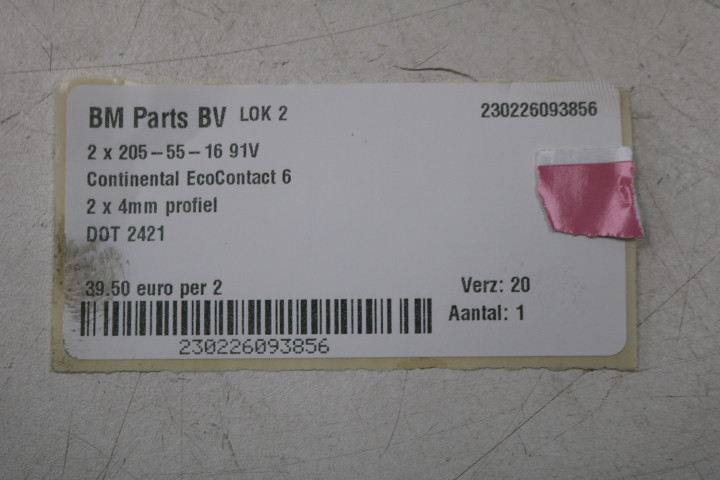 BM Parts BV LOK 2 230226093856
2 x 205-55-16 91V
Continental EcoContact 6
2 x 4mm profiel
DOT 2421
39.50 euro per 2 Verz: 20
Aantal: 1
230226093856